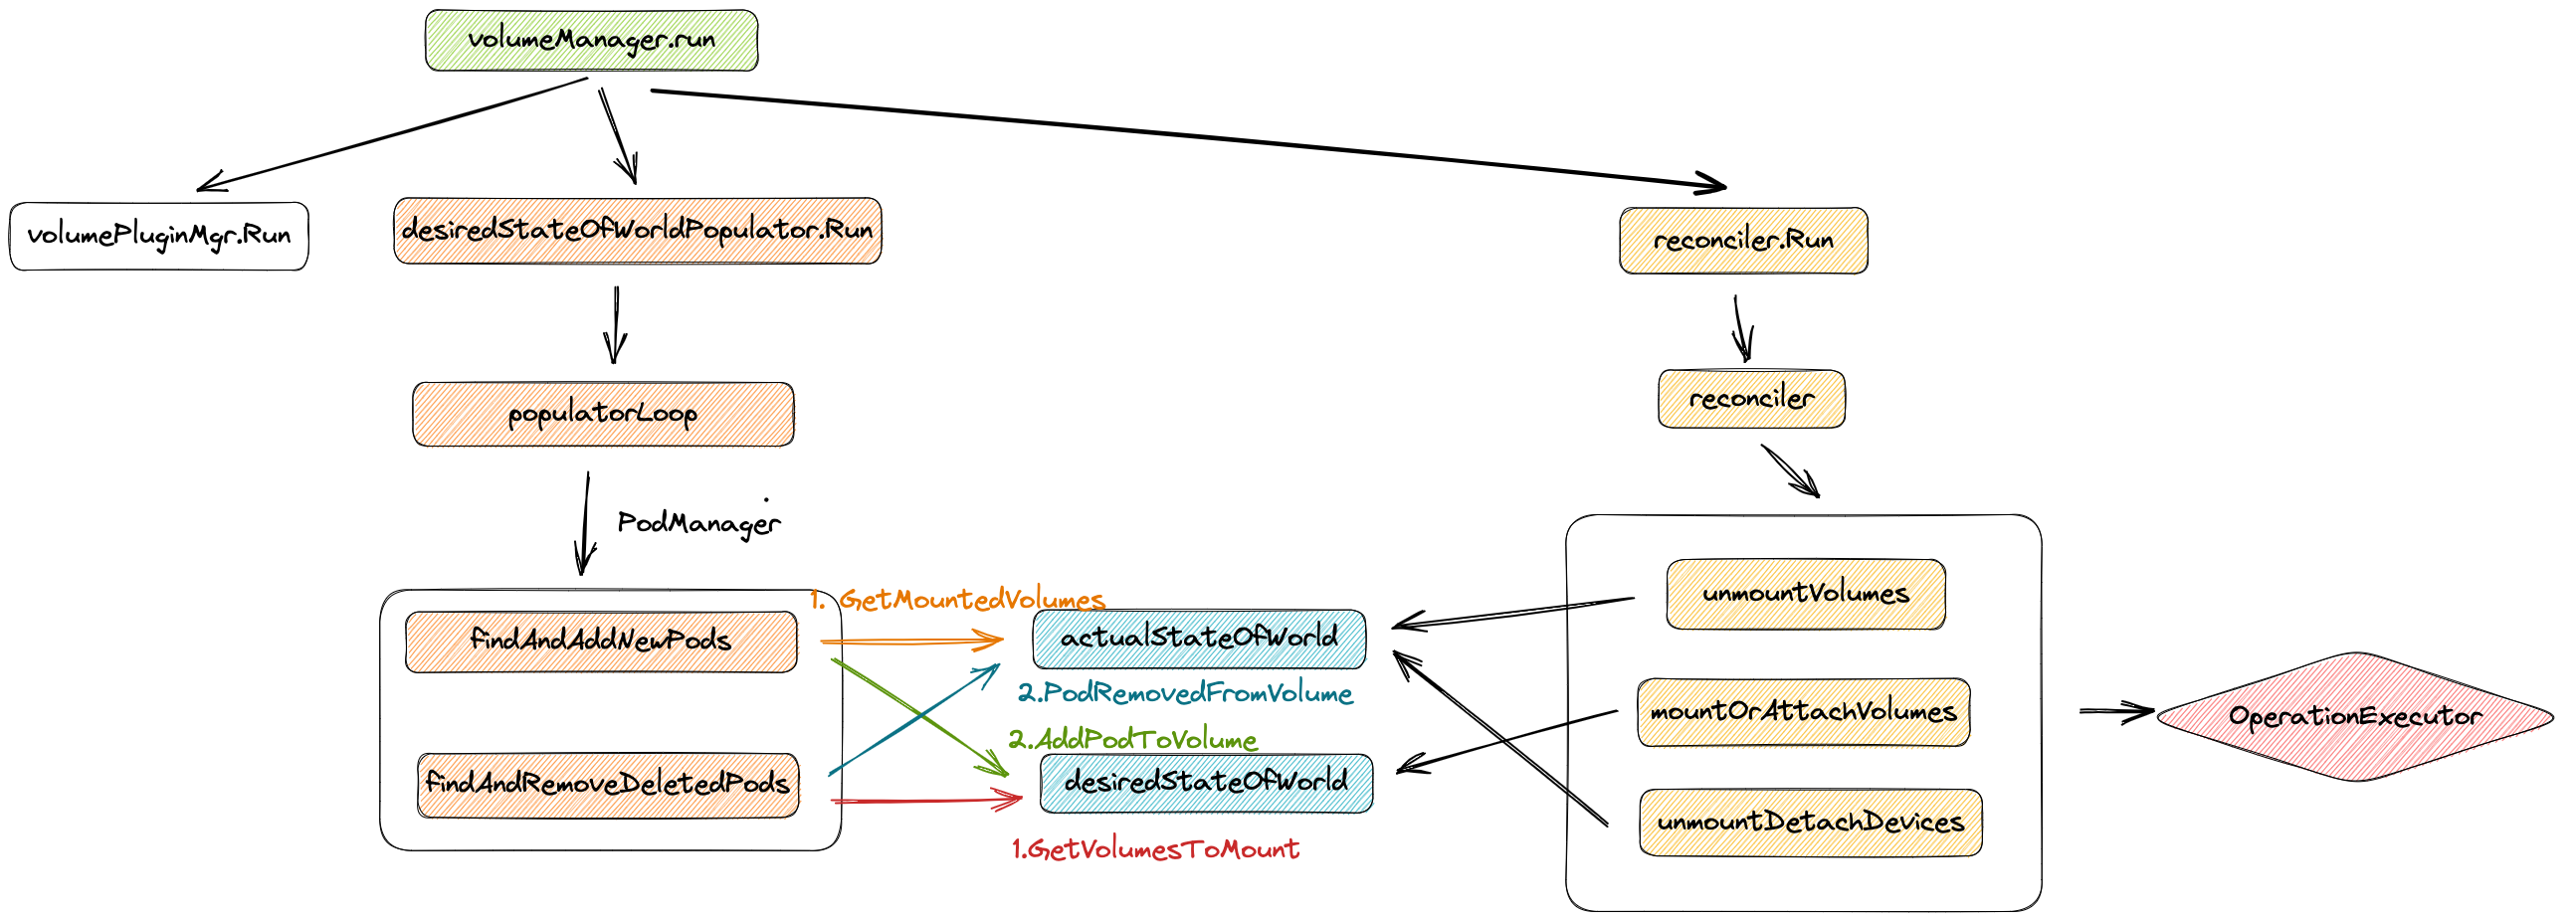 volumeManager.run
volumePluginMgr.Run
desiredStateOfWorldPopulator.Run
reconciler.Run
populatorLoop
reconciler
PodManager
1. GetMountedVolumes
findAndAddNewPods
actualStateOfWorld
unmountVolumes
2.PodRemovedFromVolume
mountOrAttachVolumes
OperationExecutor
2.AddPodToVolume
findAndRemoveDeletedPods
desiredStateOfWorld
unmountDetachDevices
1.GetVolumesToMount